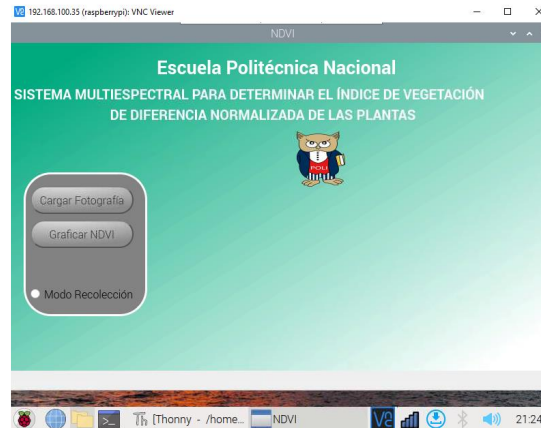 192.168.100.35 (raspberrypi): VNC Viewer
NDVI
Escuela Politécnica Nacional
SISTEMA MULTIESPECTRAL PARA DETERMINAR EL ÍNDICE DE VEGETACIÓN
DE DIFERENCIA NORMALIZADA DE LAS PLANTAS
POLI
Cargar Fotografía
Graficar NDVI
Modo Recolección
[Thonny - /home... NDVI 21:24